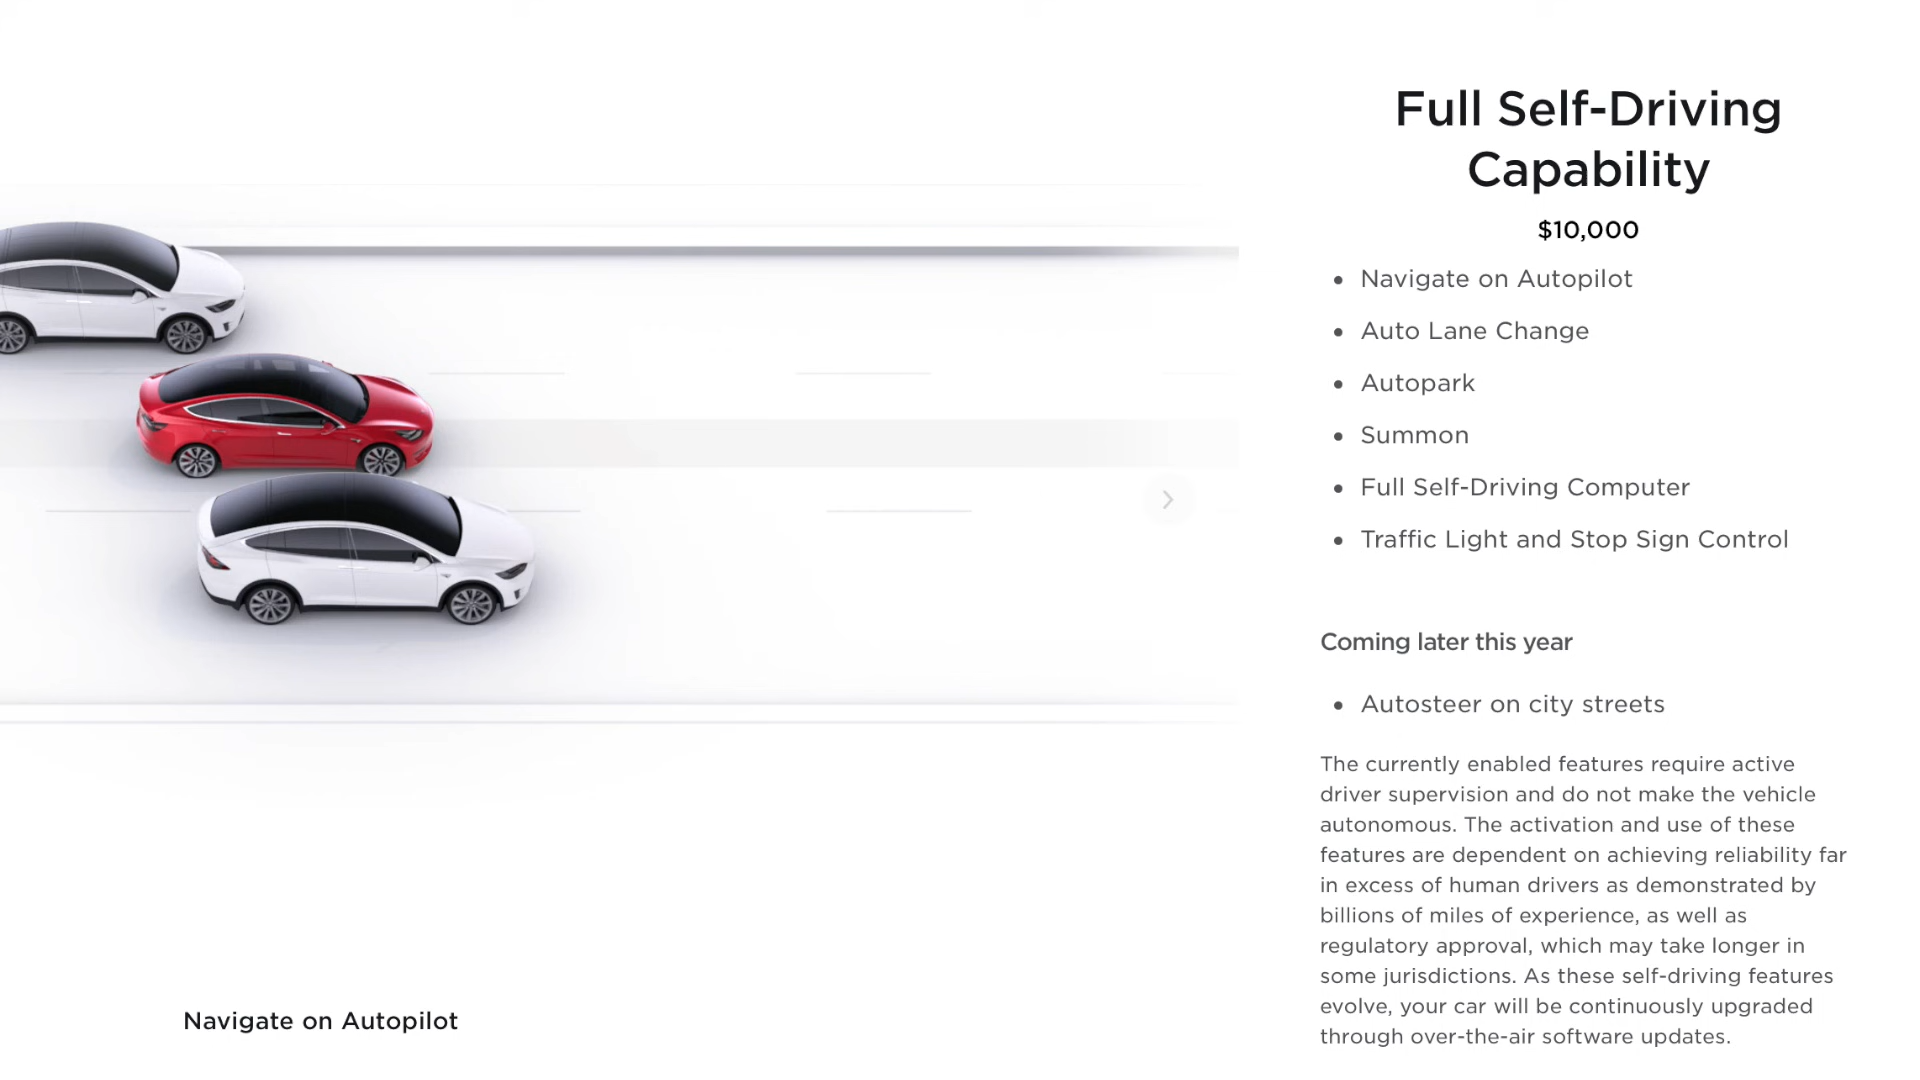 Full Self-Driving
Capability
$10,000
• Navigate on Autopilot
• Auto Lane Change
• Autopark
• Summon
• Full Self-Driving Computer
• Traffic Light and Stop Sign Control
Coming later this year
• Autosteer on city streets
The currently enabled features require active
driver supervision and do not make the vehicle
autonomous. The activation and use of these
features are dependent on achieving reliability far
in excess of human drivers as demonstrated by
billions of miles of experience, as well as
regulatory approval, which may take longer in
some jurisdictions. As these self-driving features
evolve, your car will be continuously upgraded
through over-the-air software updates.
Navigate on Autopilot